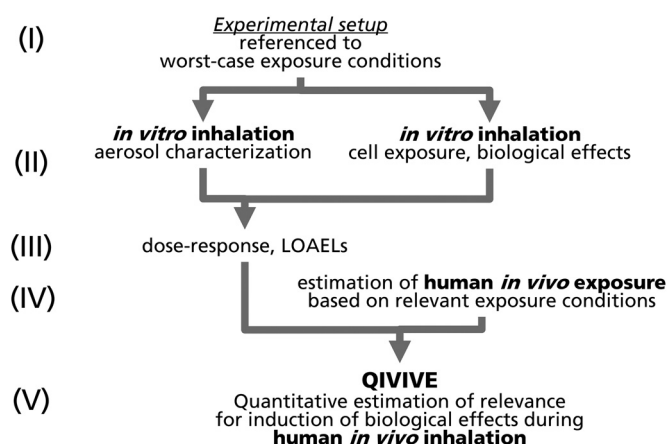 (I)
Experimental setup
referenced to
worst-case exposure conditions
(II)
in vitro inhalation
aerosol characterization
in vitro inhalation
cell exposure, biological effects
(III)
dose-response, LOAELs
(IV)
estimation of human in vivo exposure
based on relevant exposure conditions
(V)
QIVIVE
Quantitative estimation of relevance
for induction of biological effects during
human in vivo inhalation